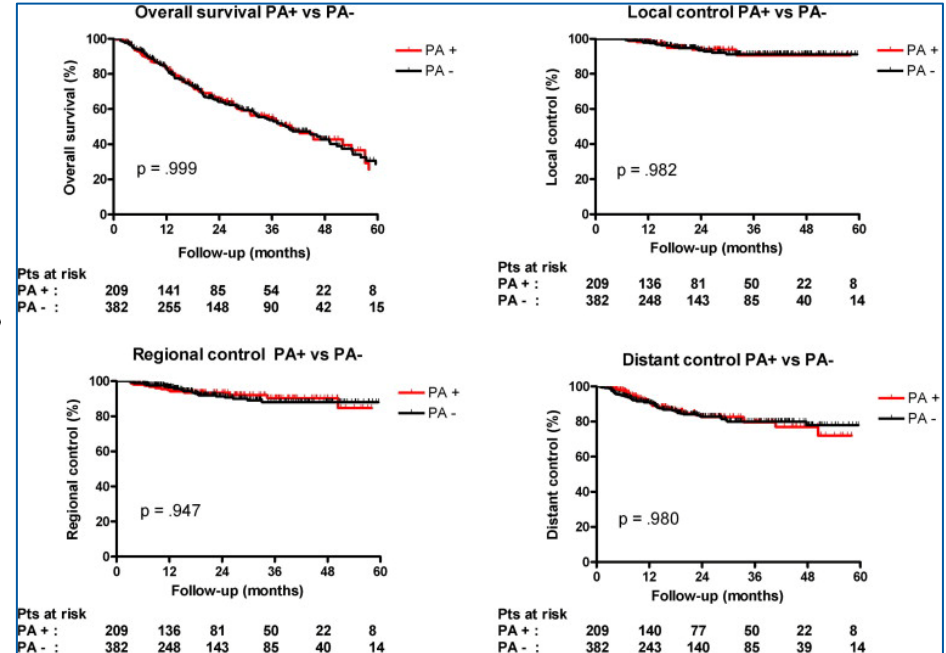 Overall survival PA+ vs PA-
Overall survival (%)
100
80
60
40
20
0
PA +
PA -
p = .999
0 12 24 36 48 60
Follow-up (months)
Pts at risk
PA + : 209 141 85 54 22 8
PA - : 382 255 148 90 42 15
Local control PA+ vs PA-
Local control (%)
100
80
60
40
20
0
PA +
PA -
p = .982
0 12 24 36 48 60
Follow-up (months)
Pts at risk
PA + : 209 136 81 50 22 8
PA - : 382 248 143 85 40 14
Regional control PA+ vs PA-
Regional control (%)
100
80
60
40
20
0
PA +
PA -
p = .947
0 12 24 36 48 60
Follow-up (months)
Pts at risk
PA + : 209 136 81 50 22 8
PA - : 382 248 143 85 40 14
Distant control PA+ vs PA-
Distant control (%)
100
80
60
40
20
0
PA +
PA -
p = .980
0 12 24 36 48 60
Follow-up (months)
Pts at risk
PA + : 209 140 77 50 22 8
PA - : 382 243 140 85 39 14